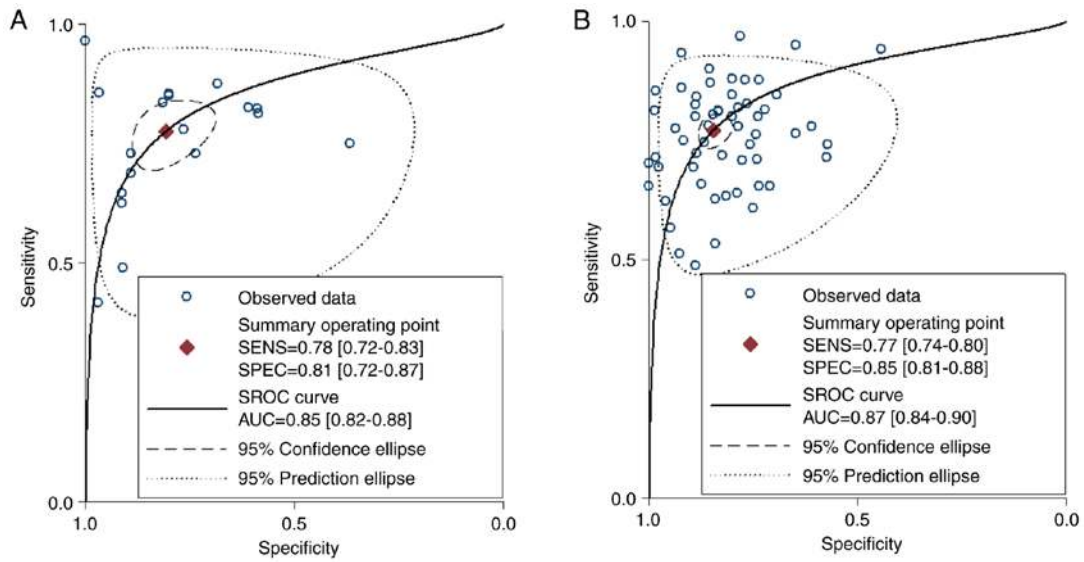 A
1.0
0.5
0.0
Sensitivity
Observed data
Summary operating point
SENS=0.78 [0.72-0.83]
SPEC=0.81 [0.72-0.87]
SROC curve
AUC=0.85 [0.82-0.88]
95% Confidence ellipse
95% Prediction ellipse
1.0
0.5
0.0
Specificity
B
1.0
0.5
0.0
Sensitivity
Observed data
Summary operating point
SENS=0.77 [0.74-0.80]
SPEC=0.85 [0.81-0.88]
SROC curve
AUC=0.87 [0.84-0.90]
95% Confidence ellipse
95% Prediction ellipse
1.0
0.5
0.0
Specificity